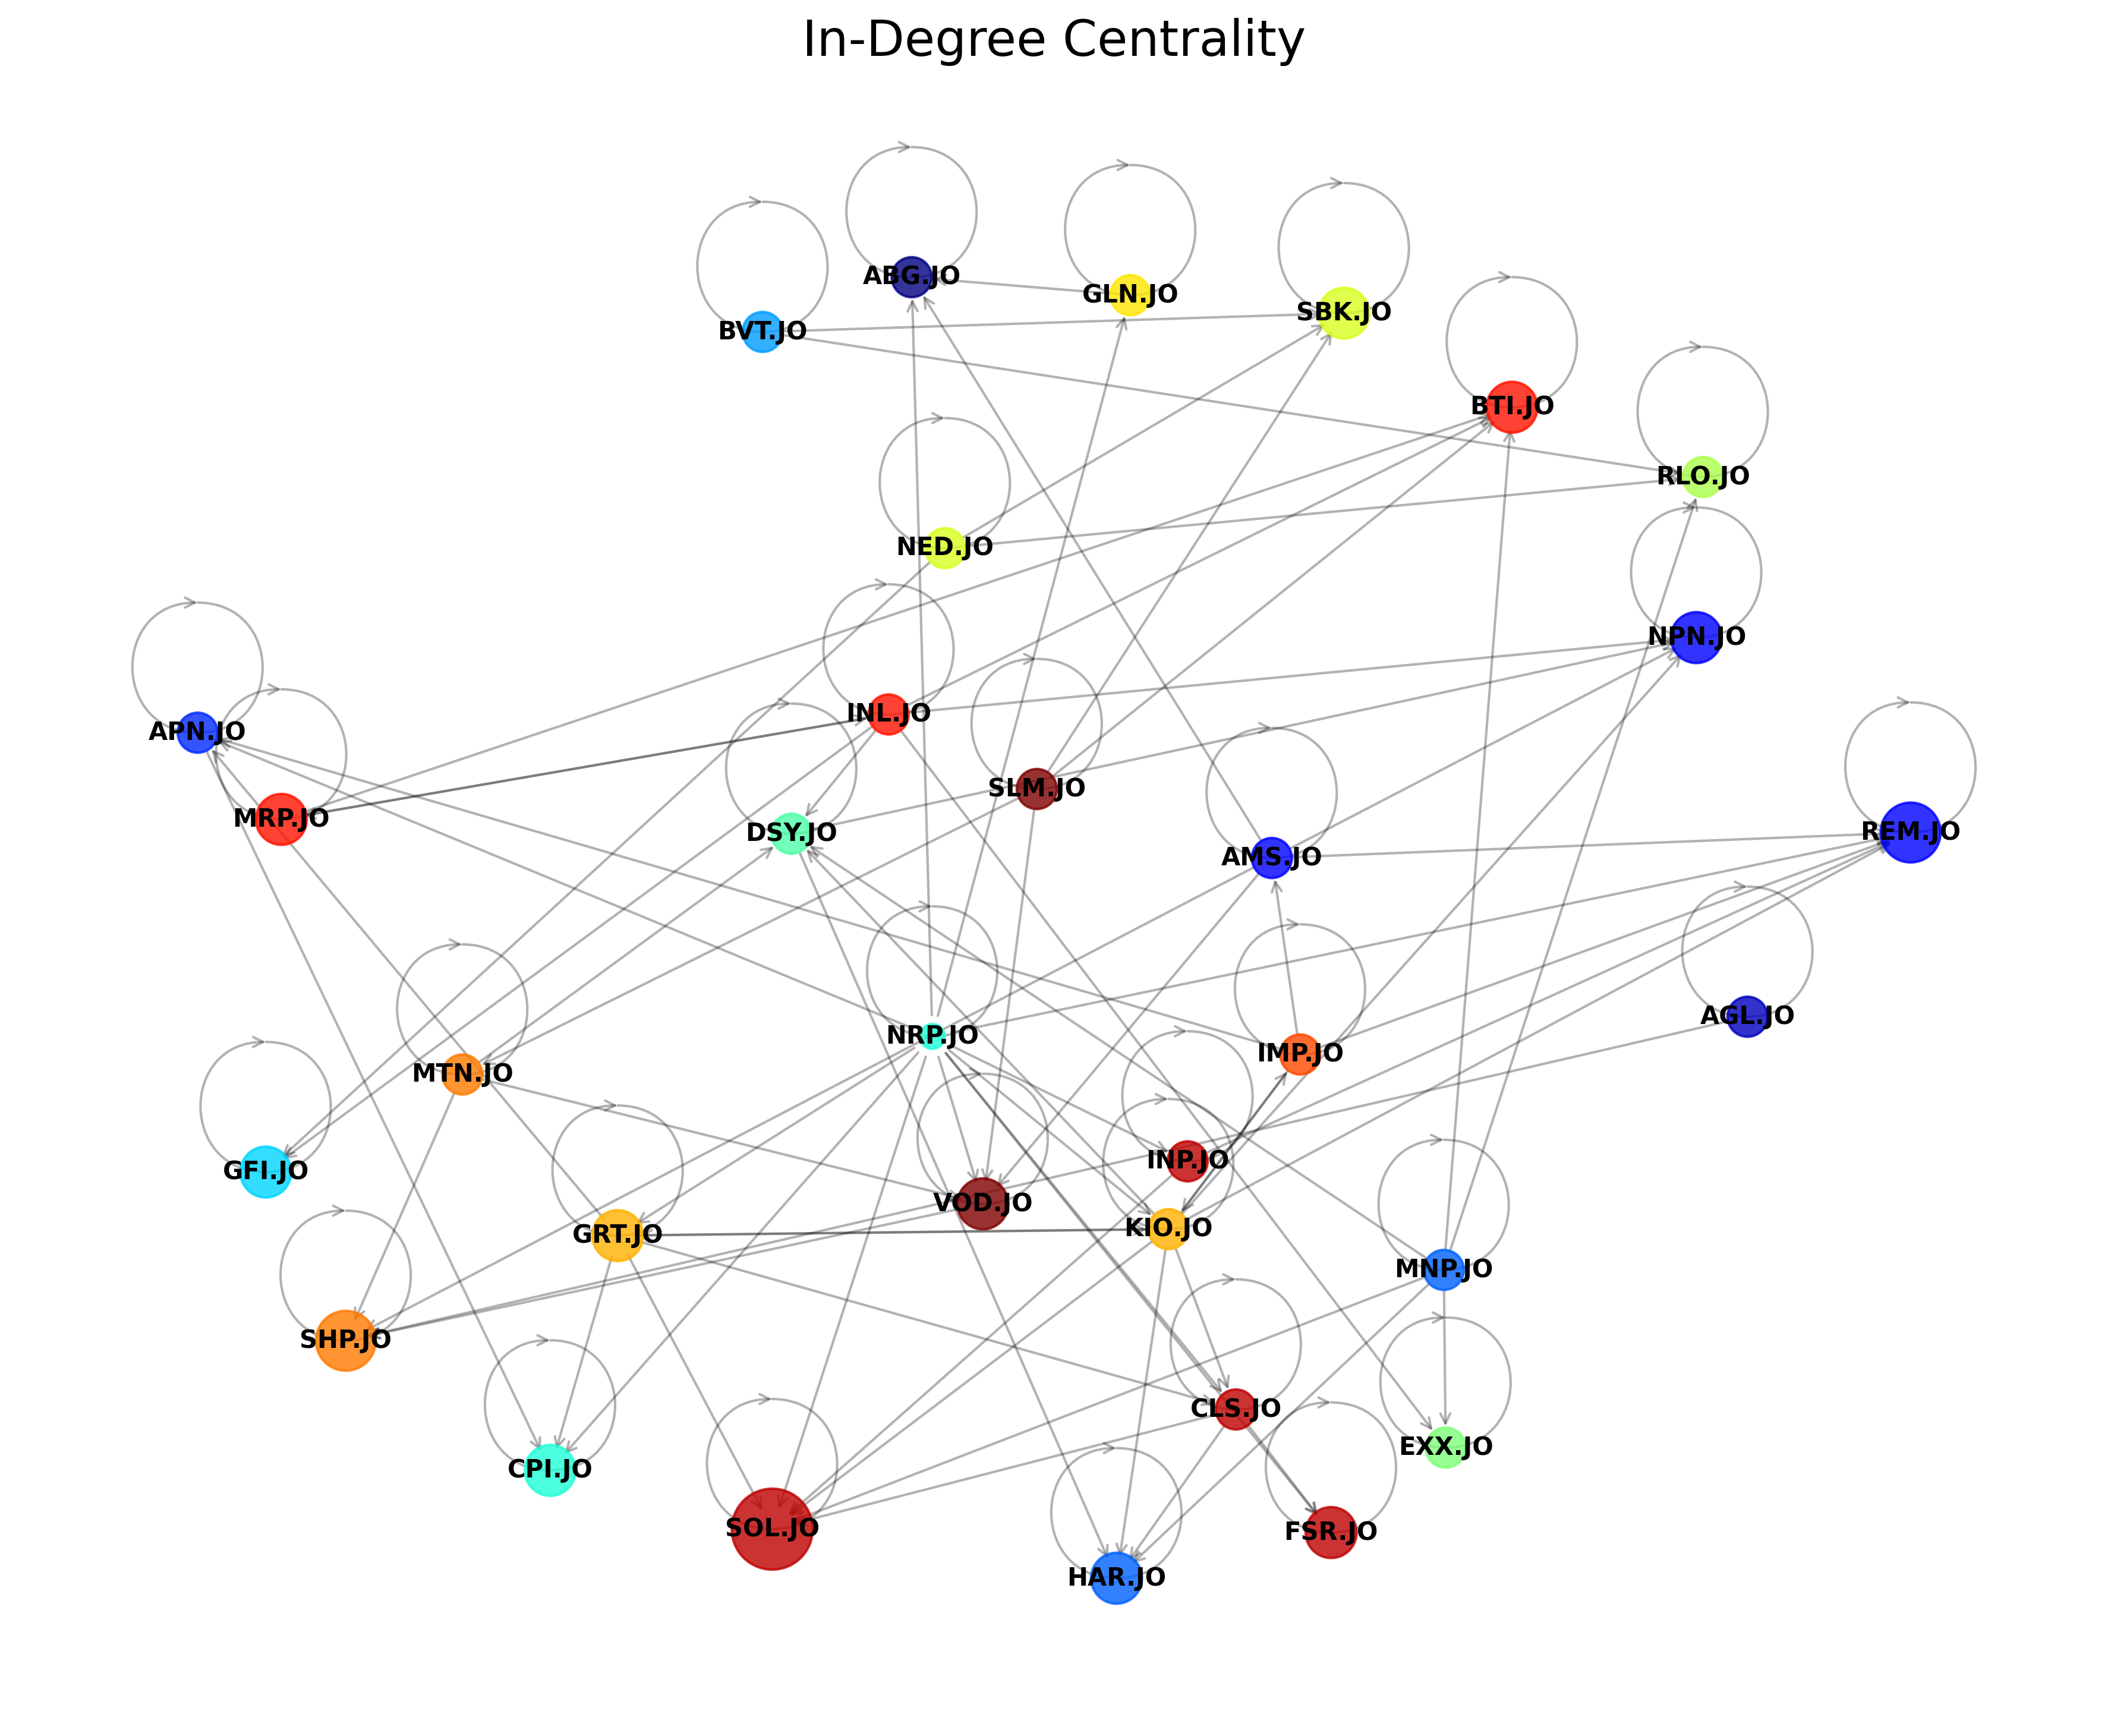 In-Degree Centrality
ABG.JO
GLN.JO
SBK.JO
BVT.JO
BTI.JO
RLO.JO
NED.JO
NPN.JO
INL.JO
APN.JO
SLM.JO
MRP.JO
DSY.JO
REM.JO
AMS.JO
AGL.JO
NRP.JO
IMP.JO
MTN.JO
INP.JO
GFI.JO
VOD.JO
KIO.JO
GRT.JO
MNP.JO
SHP.JO
CLS.JO
EXX.JO
CPI.JO
SOL.JO
FSR.JO
HAR.JO